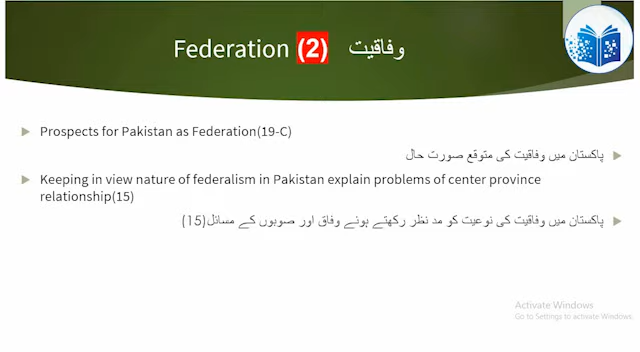 Federation (2) وفاقیت
Prospects for Pakistan as Federation(19-C)
پاکستان میں وفاقیت کی متوقع صورت حال
Keeping in view nature of federalism in Pakistan explain problems of center province
relationship(15)
پاکستان میں وفاقیت کی نوعیت کو مد نظر رکھتے ہوئے وفاق اور صوبوں کے مسائل(15)
Activate Windows
Go to Settings to activate Windows.